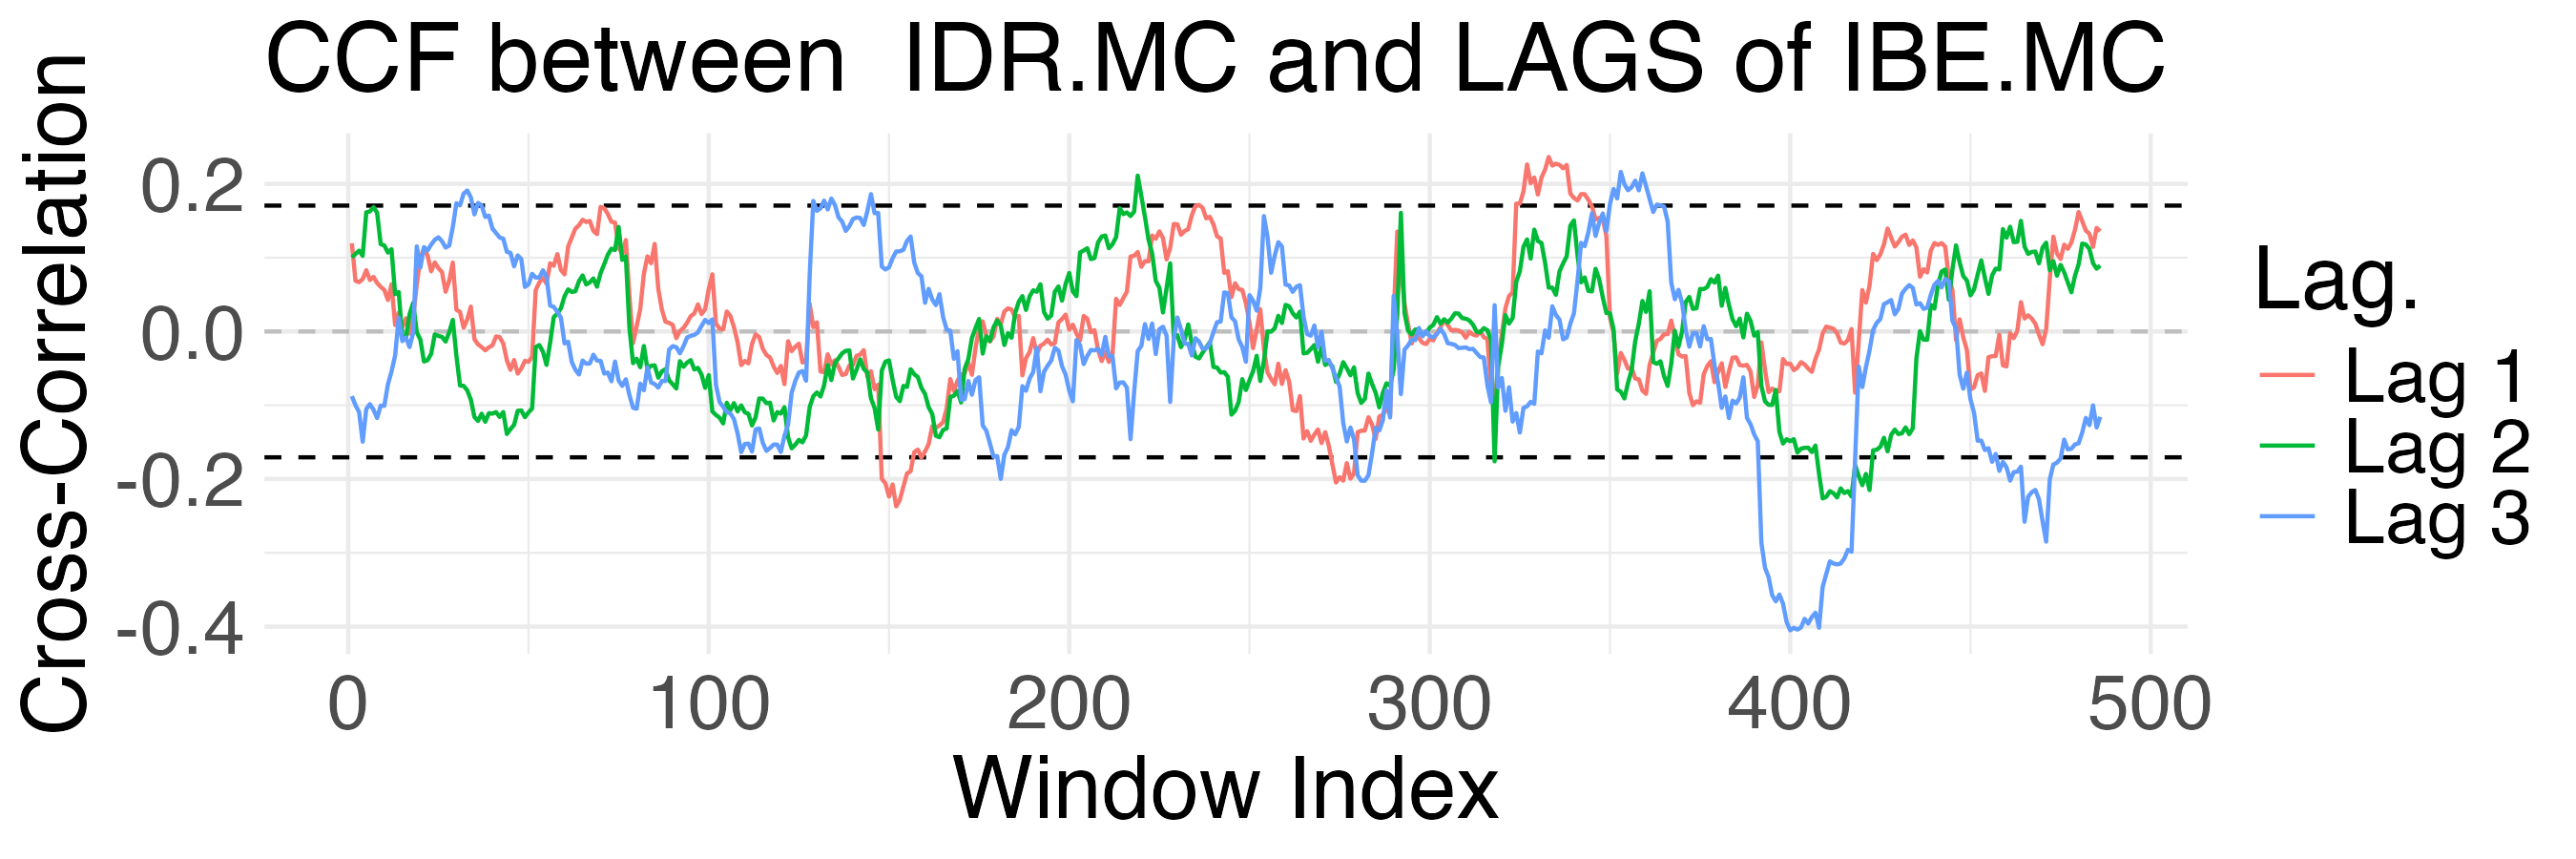 CCF between  IDR.MC and LAGS of IBE.MC
Cross-Correlation
0.2
0.0
-0.2
-0.4
0 100 200 300 400 500
Window Index
Lag.
Lag 1
Lag 2
Lag 3